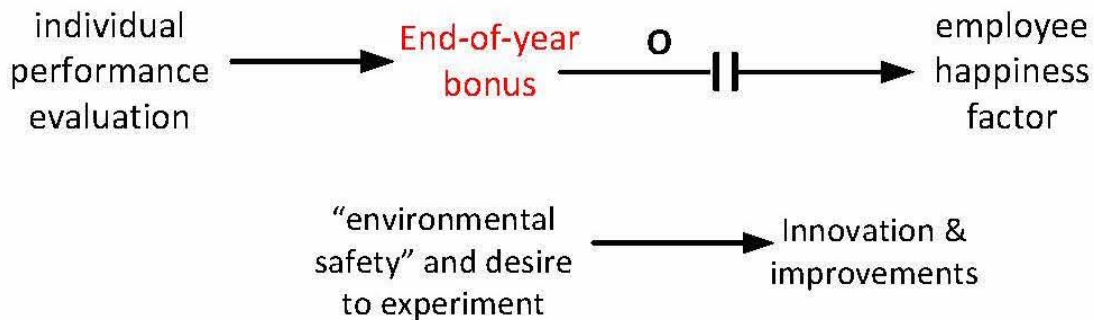 individual
performance
evaluation
End-of-year
bonus
O
employee
happiness
factor
“environmental
safety” and desire
to experiment
Innovation &
improvements